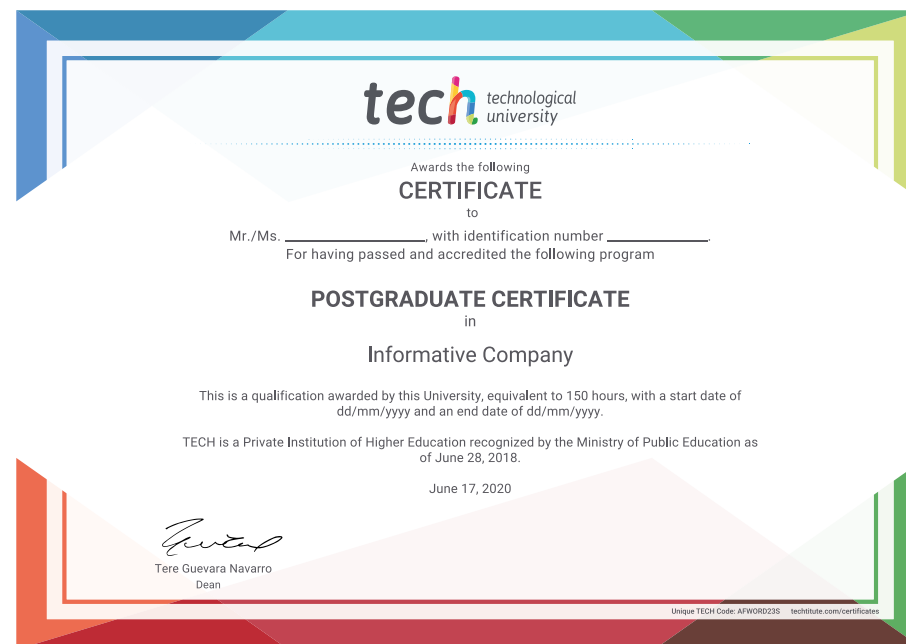 tech technological
university
Awards the following
CERTIFICATE
to
Mr./Ms. ____________________, with identification number ______________.
For having passed and accredited the following program
POSTGRADUATE CERTIFICATE
in
Informative Company
This is a qualification awarded by this University, equivalent to 150 hours, with a start date of
dd/mm/yyyy and an end date of dd/mm/yyyy.
TECH is a Private Institution of Higher Education recognized by the Ministry of Public Education as
of June 28, 2018.
June 17, 2020
Tere Guevara Navarro
Dean
Unique TECH Code: AFWORD23S techtitute.com/certificates